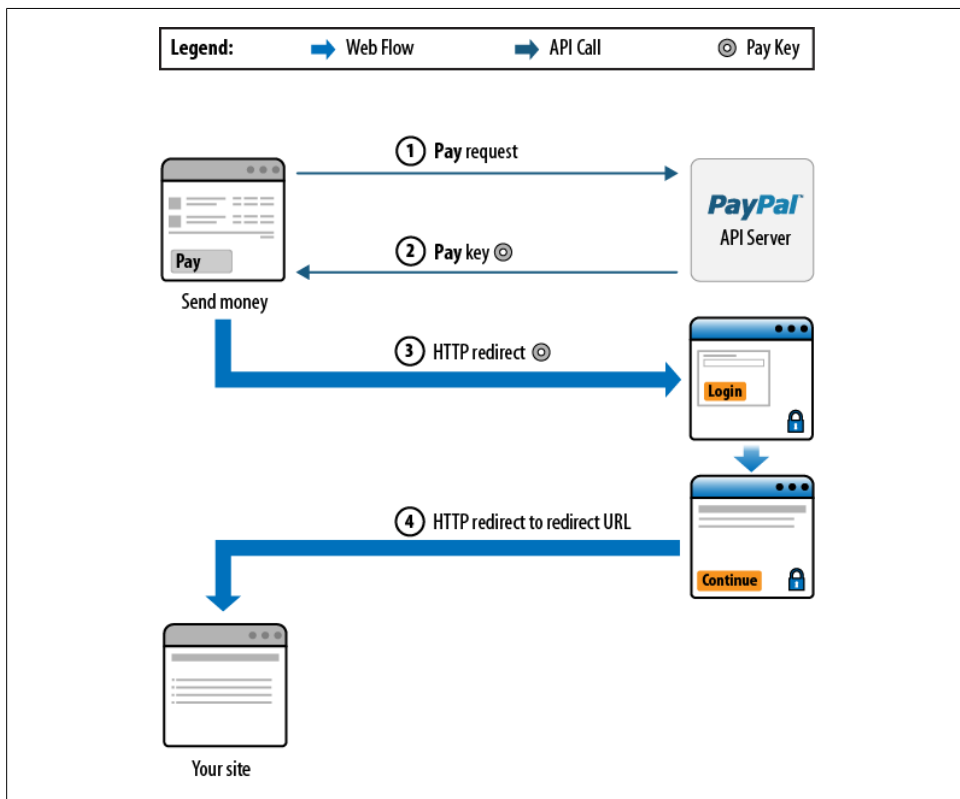 Legend: Web Flow API Call Pay Key
1 Pay request
PayPal
API Server
2 Pay key
Pay
Send money
3 HTTP redirect
Login
4 HTTP redirect to redirect URL
Continue
Your site